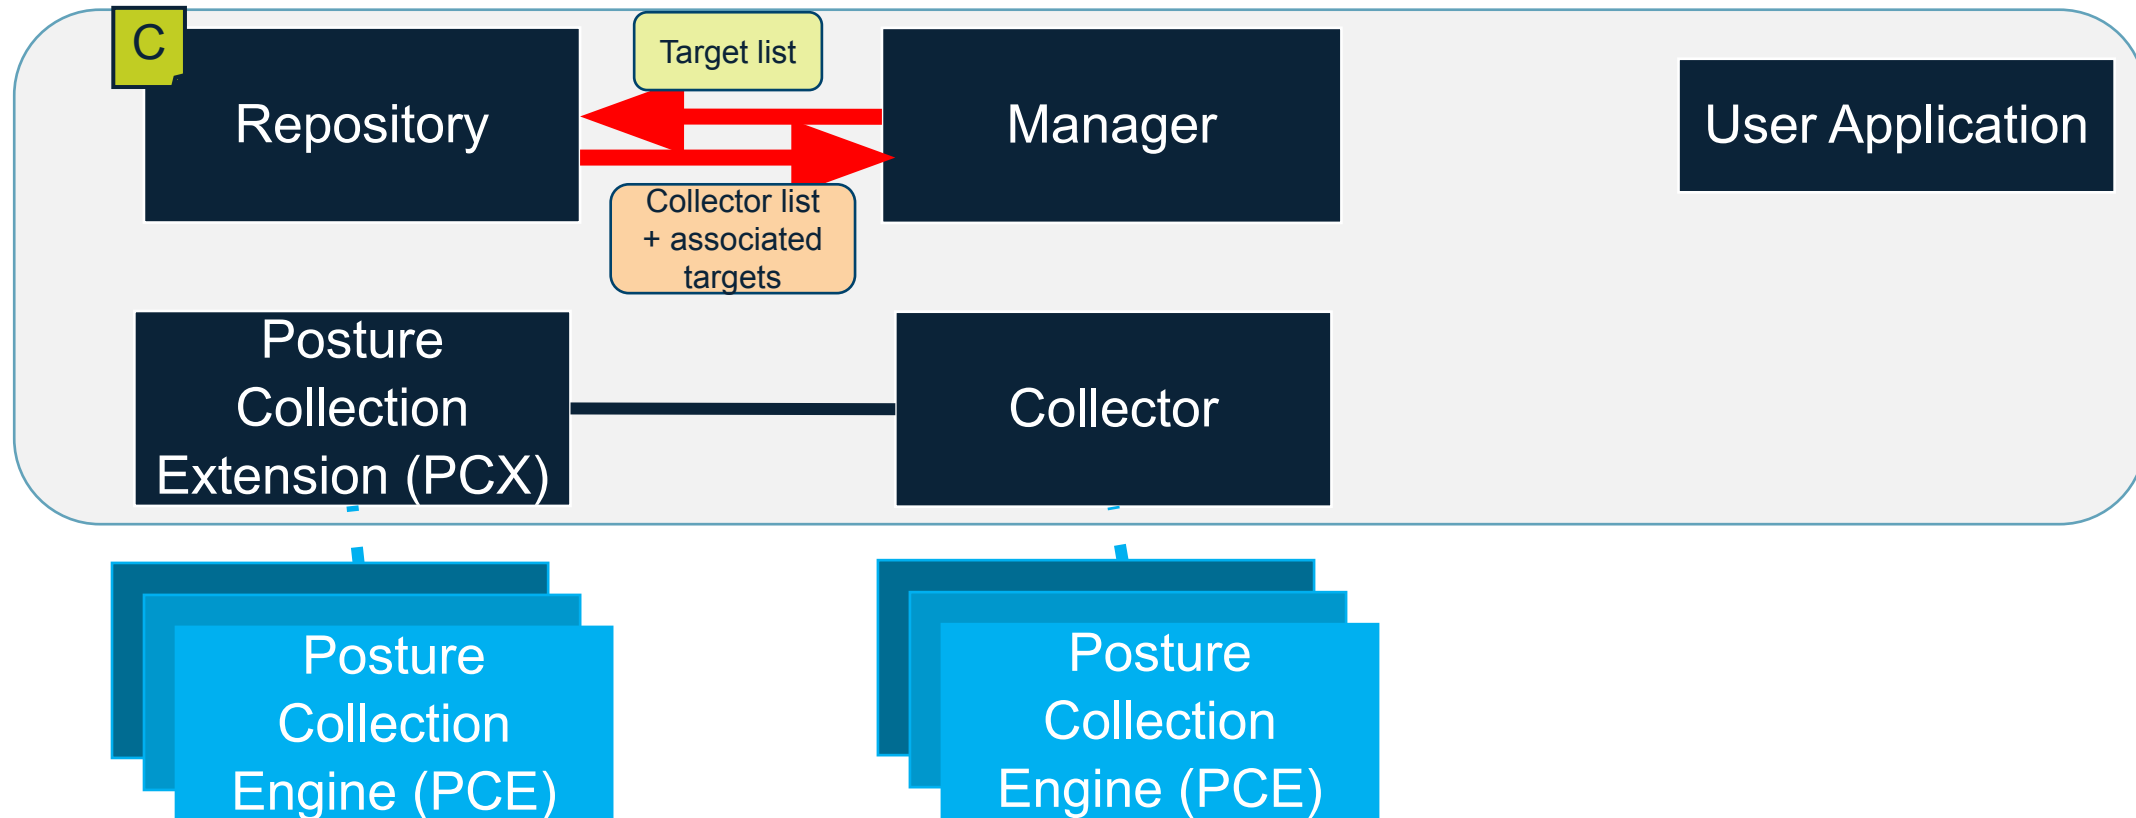 C
Repository
Target list
Manager
User Application
Collector list
+ associated
targets
Posture
Collection
Extension (PCX)
Collector
Posture
Collection
Engine (PCE)
Posture
Collection
Engine (PCE)